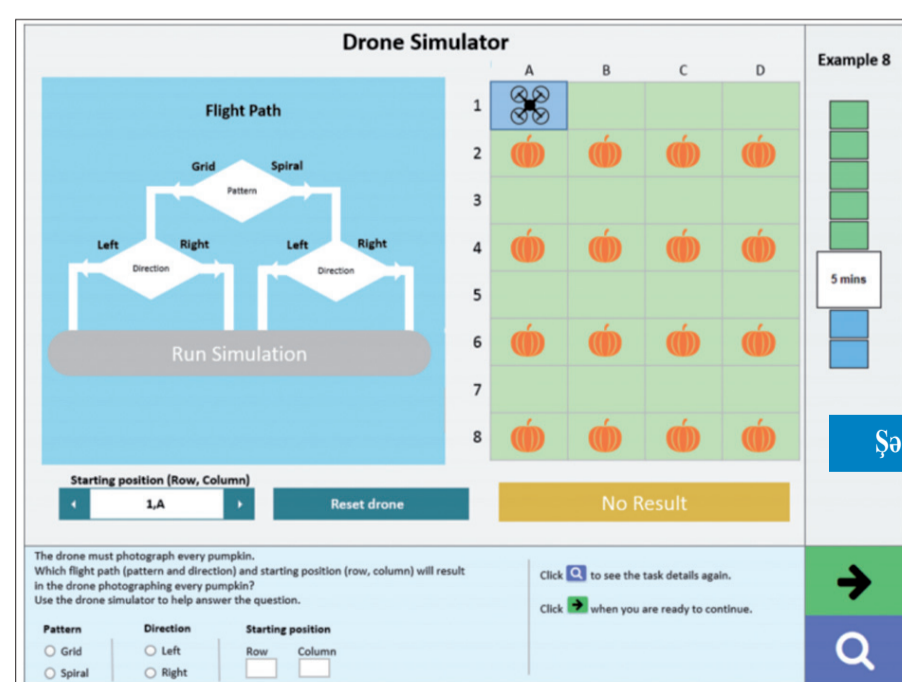 Drone Simulator
Example 8
Flight Path
Grid Spiral
Pattern
Left Right Left Right
Direction Direction
Run Simulation
A B C D
1
2
3
4
5
6
7
8
5 mins
Şə
Starting position (Row, Column)
1,A
Reset drone
No Result
The drone must photograph every pumpkin.
Which flight path (pattern and direction) and starting position (row, column) will result
in the drone photographing every pumpkin?
Use the drone simulator to help answer the question.
Pattern Direction Starting position
Grid Left Row Column
Spiral Right
Click to see the task details again.
Click when you are ready to continue.